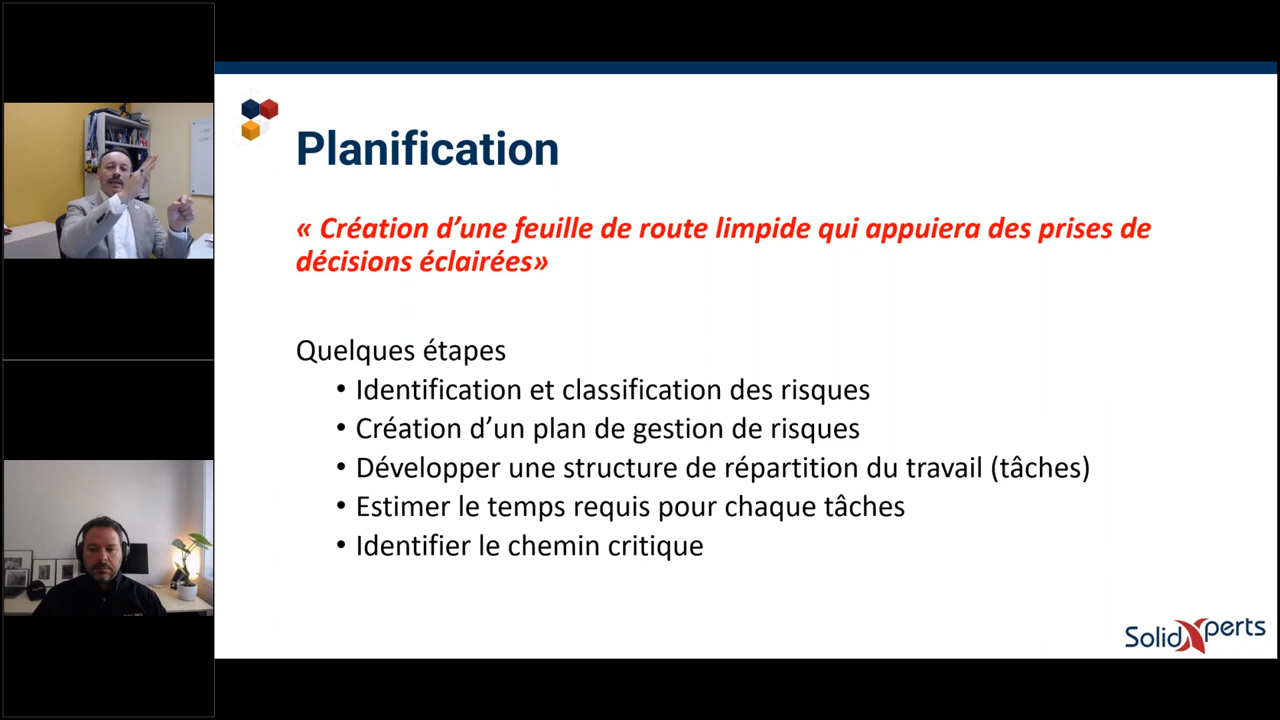 Planification
« Création d’une feuille de route limpide qui appuiera des prises de
décisions éclairées»
Quelques étapes
• Identification et classification des risques
• Création d’un plan de gestion de risques
• Développer une structure de répartition du travail (tâches)
• Estimer le temps requis pour chaque tâches
• Identifier le chemin critique
SolidXperts